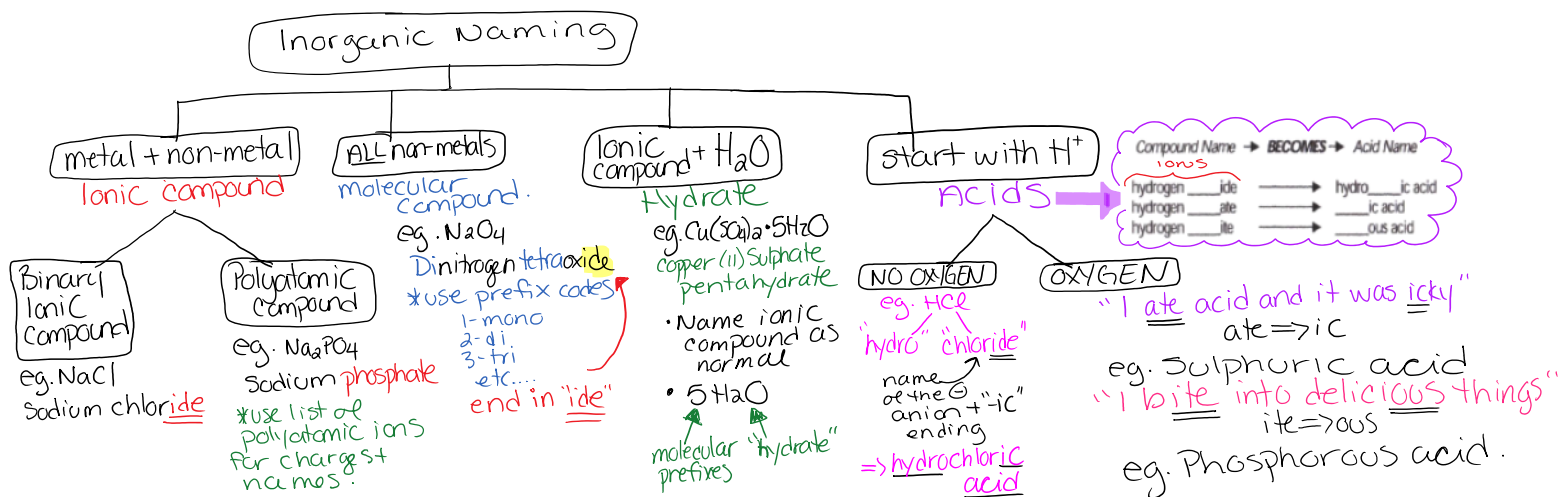 Inorganic Naming
metal + non-metal
Ionic compound
Binary
Ionic
Compound
eg. NaCl
Sodium chloride
Polyatomic
compound
eg. Na2PO4
Sodium phosphate
*use list of
polyatomic ions
for charges +
names.
ALL non-metals
molecular
compound.
eg. N2O4
Dinitrogen tetraoxide
*use prefix codes
1-mono
2-di
3-tri
etc....
end in "ide"
Ionic
compound + H2O
Hydrate
eg. Cu(SO4)2•5H2O
copper (11) Sulphate
pentahydrate
•Name ionic
compound as
normal
• 5 H2O
molecular "hydrate"
prefixes
start with H+
ACIDS
NO OXYGEN
eg. HCl
"hydro" "chloride"
name
of the ⊖
anion + "-ic"
ending
=> hydrochloric
acid
Compound Name → BECOMES → Acid Name
ions
hydrogen ____ide → hydro____ic acid
hydrogen ____ate → ____ic acid
hydrogen ____ite → ____ous acid
OXYGEN
"I ate acid and it was icky"
ate => ic
eg. Sulphuric acid
"I bite into delicious things"
ite => ous
eg. Phosphorous acid.